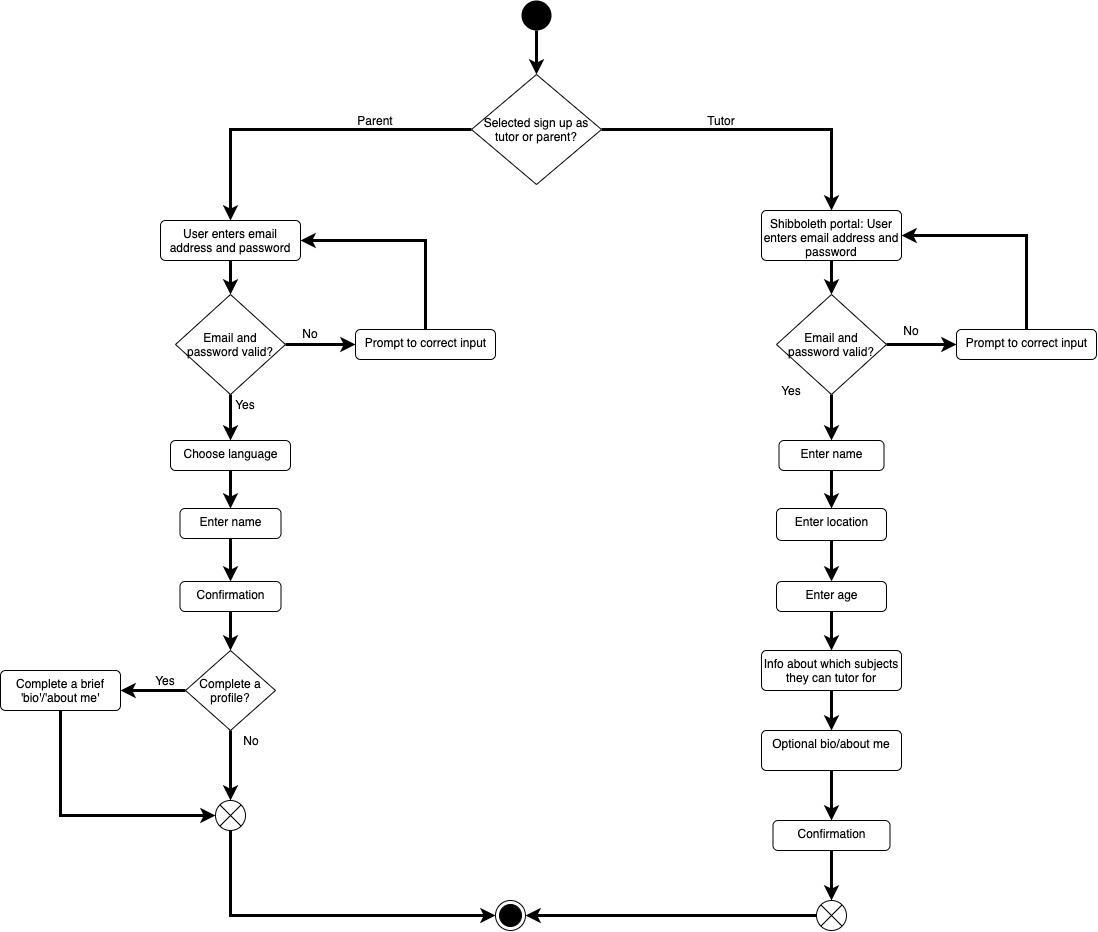 Selected sign up as
tutor or parent?
Parent
Tutor
User enters email
address and password
Email and
password valid?
No
Prompt to correct input
Yes
Choose language
Enter name
Confirmation
Complete a
profile?
Yes
Complete a brief
'bio'/'about me'
No
Shibboleth portal: User
enters email address and
password
Email and
password valid?
No
Prompt to correct input
Yes
Enter name
Enter location
Enter age
Info about which subjects
they can tutor for
Optional bio/about me
Confirmation